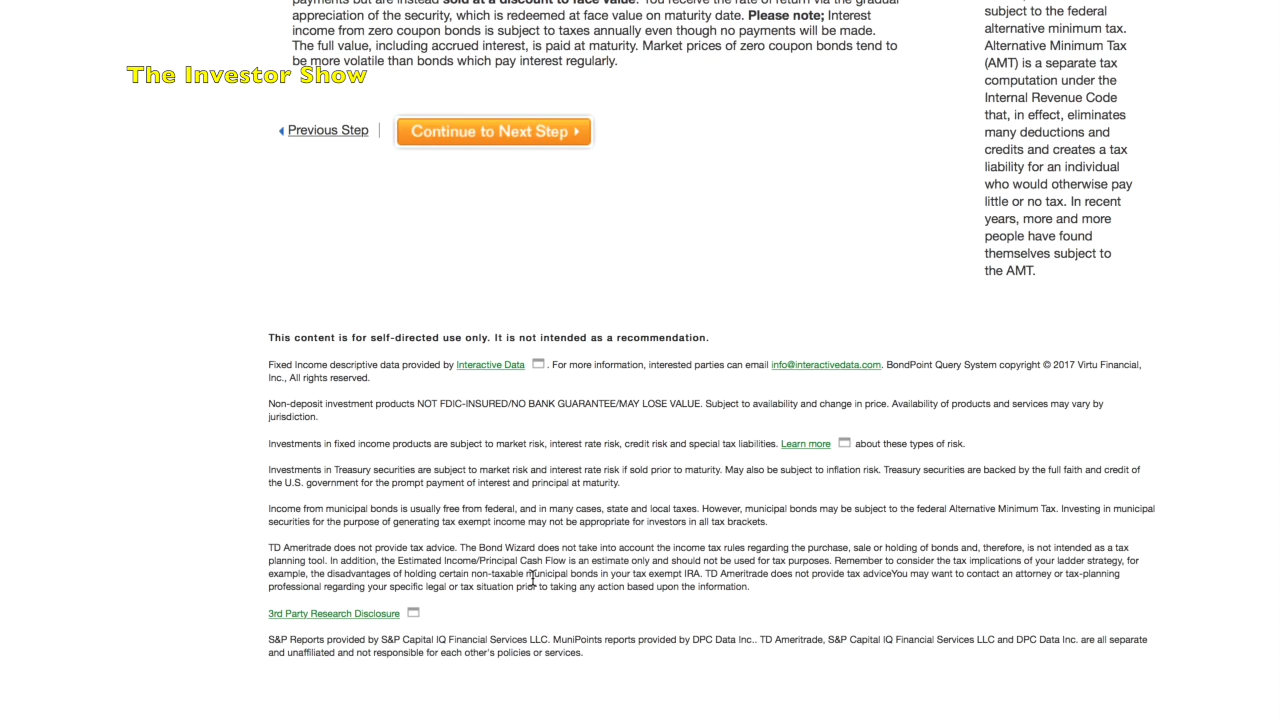 payments but are instead sold at a discount to face value. You receive the rate of return via the gradual
appreciation of the security, which is redeemed at face value on maturity date. Please note; Interest
income from zero coupon bonds is subject to taxes annually even though no payments will be made.
The full value, including accrued interest, is paid at maturity. Market prices of zero coupon bonds tend to
be more volatile than bonds which pay interest regularly.
The Investor Show
Previous Step
Continue to Next Step
subject to the federal
alternative minimum tax.
Alternative Minimum Tax
(AMT) is a separate tax
computation under the
Internal Revenue Code
that, in effect, eliminates
many deductions and
credits and creates a tax
liability for an individual
who would otherwise pay
little or no tax. In recent
years, more and more
people have found
themselves subject to
the AMT.
This content is for self-directed use only. It is not intended as a recommendation.
Fixed Income descriptive data provided by Interactive Data . For more information, interested parties can email info@interactivedata.com. BondPoint Query System copyright © 2017 Virtu Financial,
Inc., All rights reserved.
Non-deposit investment products NOT FDIC-INSURED/NO BANK GUARANTEE/MAY LOSE VALUE. Subject to availability and change in price. Availability of products and services may vary by
jurisdiction.
Investments in fixed income products are subject to market risk, interest rate risk, credit risk and special tax liabilities. Learn more about these types of risk.
Investments in Treasury securities are subject to market risk and interest rate risk if sold prior to maturity. May also be subject to inflation risk. Treasury securities are backed by the full faith and credit of
the U.S. government for the prompt payment of interest and principal at maturity.
Income from municipal bonds is usually free from federal, and in many cases, state and local taxes. However, municipal bonds may be subject to the federal Alternative Minimum Tax. Investing in municipal
securities for the purpose of generating tax exempt income may not be appropriate for investors in all tax brackets.
TD Ameritrade does not provide tax advice. The Bond Wizard does not take into account the income tax rules regarding the purchase, sale or holding of bonds and, therefore, is not intended as a tax
planning tool. In addition, the Estimated Income/Principal Cash Flow is an estimate only and should not be used for tax purposes. Remember to consider the tax implications of your ladder strategy, for
example, the disadvantages of holding certain non-taxable municipal bonds in your tax exempt IRA. TD Ameritrade does not provide tax adviceYou may want to contact an attorney or tax-planning
professional regarding your specific legal or tax situation prior to taking any action based upon the information.
3rd Party Research Disclosure
S&P Reports provided by S&P Capital IQ Financial Services LLC. MuniPoints reports provided by DPC Data Inc.. TD Ameritrade, S&P Capital IQ Financial Services LLC and DPC Data Inc. are all separate
and unaffiliated and not responsible for each other's policies or services.